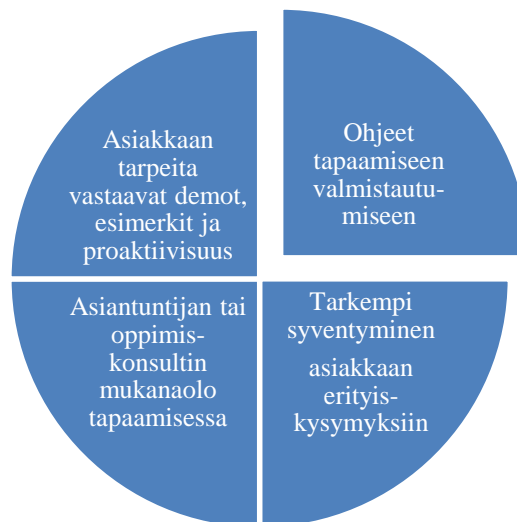 Asiakkaan
tarpeita
vastaavat demot,
esimerkit ja
proaktiivisuus
Ohjeet
tapaamiseen
valmistautu-
miseen
Asiantuntijan tai
oppimis-
konsultin
mukanaolo
tapaamisessa
Tarkempi
syventyminen
asiakkaan
erityis-
kysymyksiin